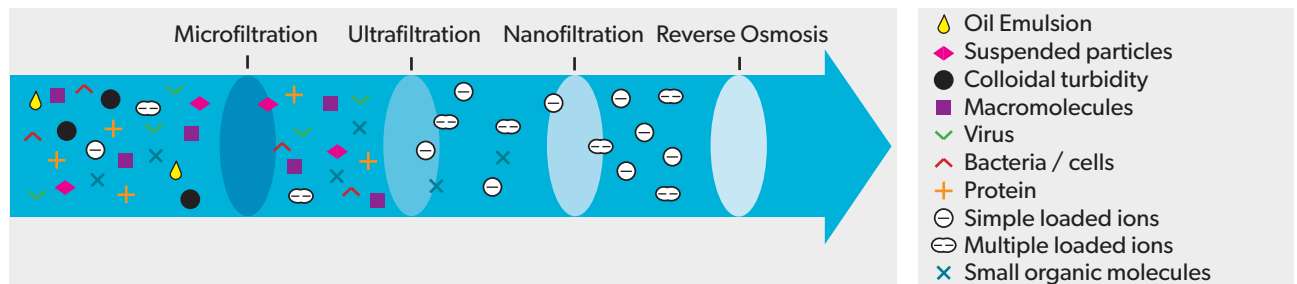 Microfiltration Ultrafiltration Nanofiltration Reverse Osmosis
Oil Emulsion
Suspended particles
Colloidal turbidity
Macromolecules
Virus
Bacteria / cells
Protein
Simple loaded ions
Multiple loaded ions
Small organic molecules